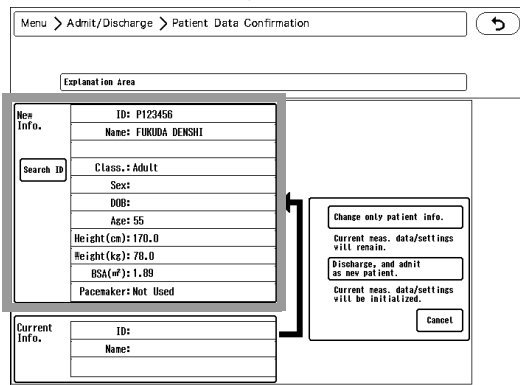 Menu > Admit/Discharge > Patient Data Confirmation
Explanation Area
New
Info.
Search ID
ID: P123456
Name: FUKUDA DENSHI
Class.: Adult
Sex:
DOB:
Age: 55
Height(cm): 170.0
Weight(kg): 78.0
BSA(㎡): 1.89
Pacemaker: Not Used
Current
Info.
ID:
Name:
Change only patient info.
Current meas. data/settings
will remain.
Discharge, and admit
as new patient.
Current meas. data/settings
will be initialized.
Cancel